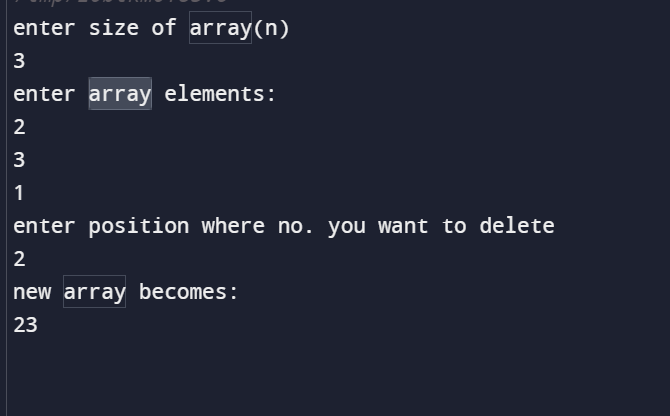 enter size of array(n)
3
enter array elements:
2
3
1
enter position where no. you want to delete
2
new array becomes:
23